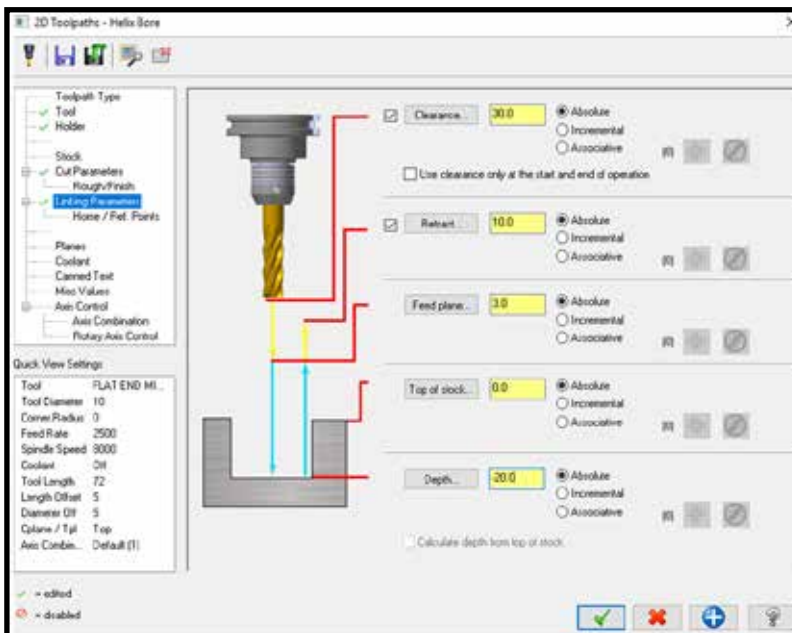 2D Toolpaths - Helix Bore
Toolpath Type
Tool
Holder
Stock
Cut Parameters
Rough/Finish
Linking Parameters
Home / Ref. Points
Planes
Coolant
Canned Text
Misc Values
Axis Control
Axis Combination
Rotary Axis Control
Quick View Settings
Tool FLAT END MI...
Tool Diameter 10
Corner Radius 0
Feed Rate 2500
Spindle Speed 8000
Coolant Off
Tool Length 72
Length Offset 5
Diameter Off 5
Cplane / Tpl Top
Axis Combin... Default (1)
✓ = edited
= disabled
Clearance... 30.0 Absolute
Incremental
Associative
(0)
Use clearance only at the start and end of operation
Retract... 10.0 Absolute
Incremental
Associative
(0)
Feed plane... 3.0 Absolute
Incremental
Associative
(0)
Top of stock... 0.0 Absolute
Incremental
Associative
(0)
Depth... -20.0 Absolute
Incremental
Associative
(0)
Calculate depth from top of stock